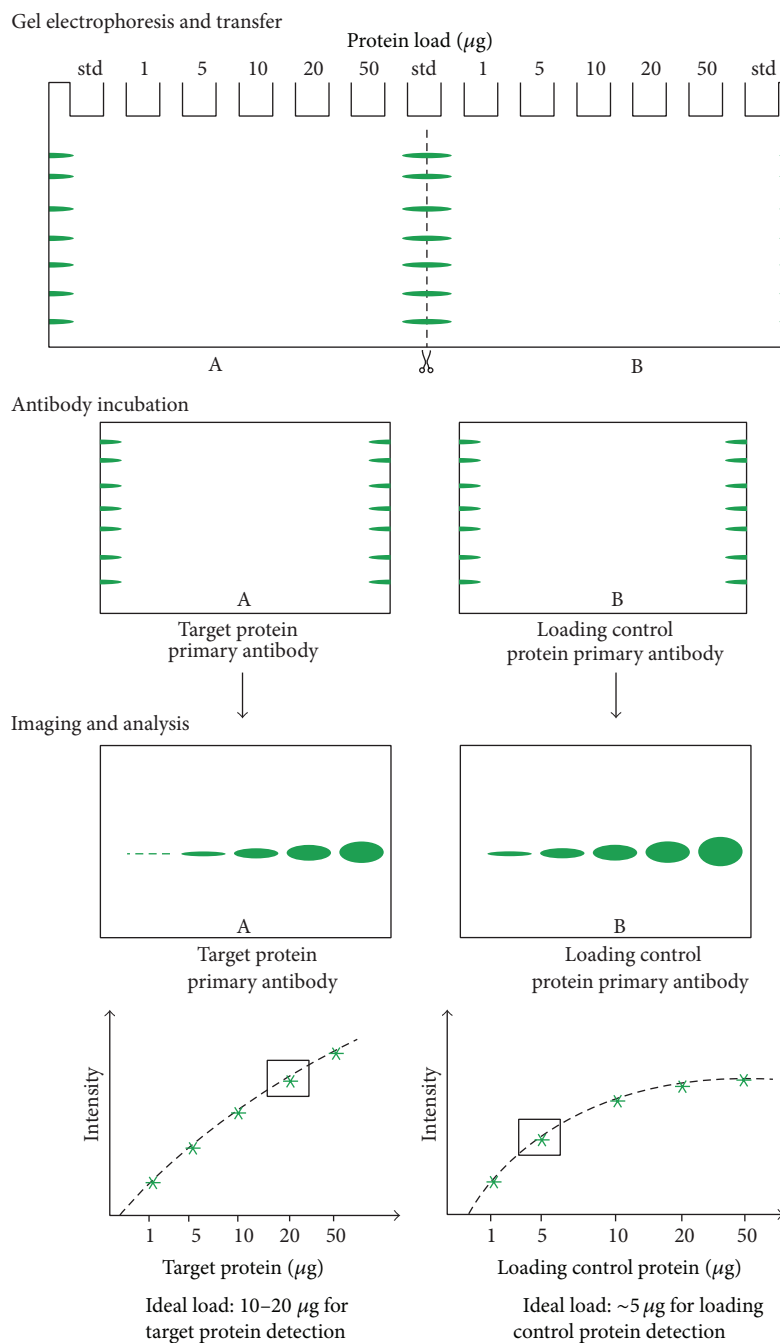 Gel electrophoresis and transfer
Protein load (μg)
std 1 5 10 20 50 std 1 5 10 20 50 std
A B
Antibody incubation
A B
Target protein primary antibody
Loading control protein primary antibody
Imaging and analysis
A B
Target protein primary antibody
Loading control protein primary antibody
Intensity
1 5 10 20 50
Target protein (μg)
Ideal load: 10–20 μg for
target protein detection
Intensity
1 5 10 20 50
Loading control protein (μg)
Ideal load: ~5 μg for loading
control protein detection